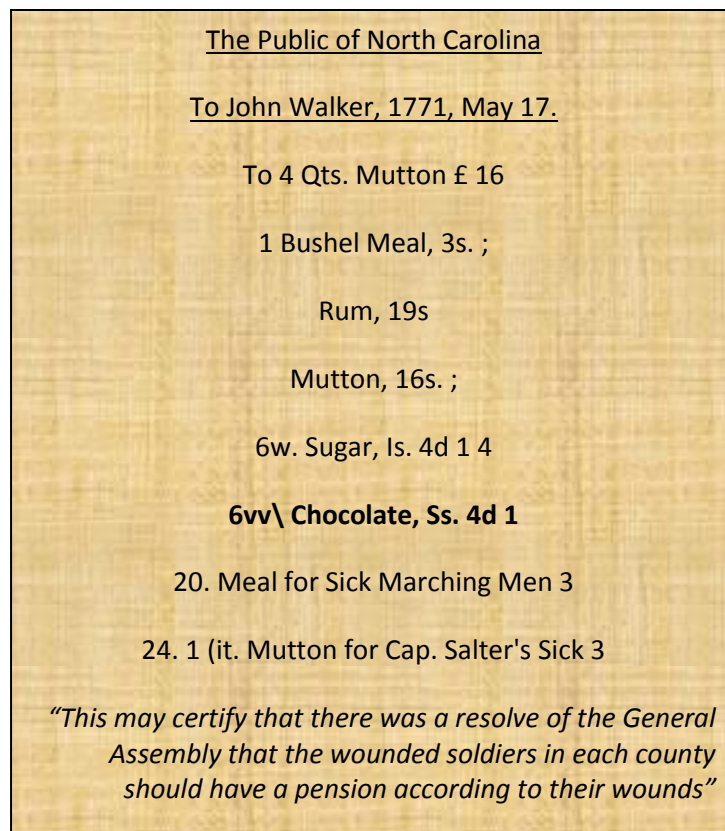 The Public of North Carolina
To John Walker, 1771, May 17.
To 4 Qts. Mutton £ 16
1 Bushel Meal, 3s. ;
Rum, 19s
Mutton, 16s. ;
6w. Sugar, Is. 4d 1 4
6vv\ Chocolate, Ss. 4d 1
20. Meal for Sick Marching Men 3
24. 1 (it. Mutton for Cap. Salter's Sick 3
“This may certify that there was a resolve of the General
Assembly that the wounded soldiers in each county
should have a pension according to their wounds”